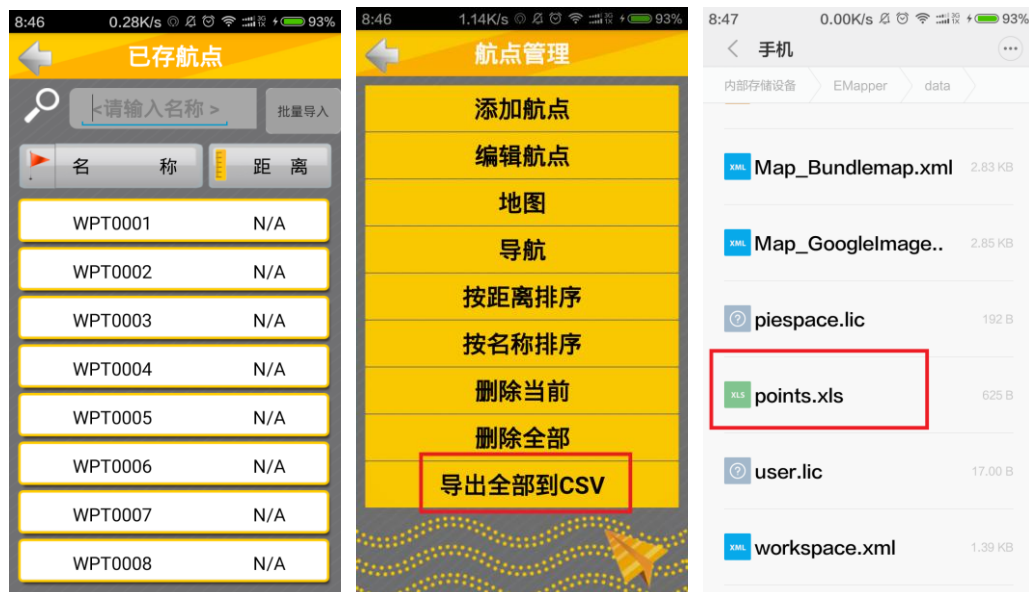 8:46 0.28K/s 93%
已存航点
<请输入名称 > 批量导入
名 称 距 离
WPT0001 N/A
WPT0002 N/A
WPT0003 N/A
WPT0004 N/A
WPT0005 N/A
WPT0006 N/A
WPT0007 N/A
WPT0008 N/A
8:46 1.14K/s 93%
航点管理
添加航点
编辑航点
地图
导航
按距离排序
按名称排序
删除当前
删除全部
导出全部到CSV
8:47 0.00K/s 93%
手机
内部存储设备 EMapper data
XML Map_Bundlemap.xml 2.83 KB
XML Map_GoogleImage.. 2.85 KB
piespace.lic 192 B
XLS points.xls 625 B
user.lic 17.00 B
XML workspace.xml 1.39 KB